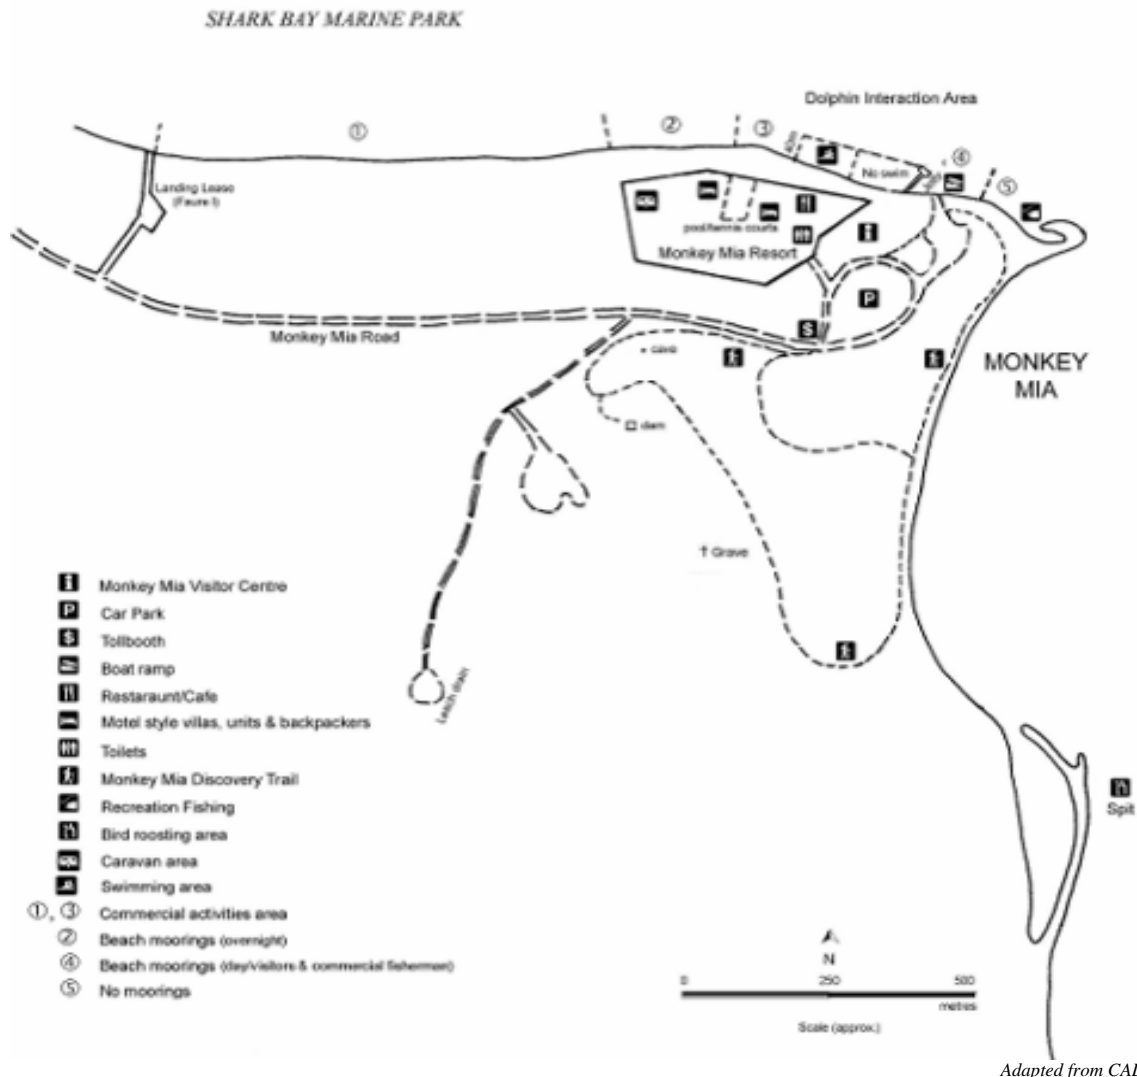 SHARK BAY MARINE PARK
Dolphin Interaction Area
① ② ③
④
⑤
No swim
Landing Lease
(Faure I)
pool/tennis courts
Monkey Mia Resort
P
$
Monkey Mia Road
cave
MONKEY
MIA
dam
Grave
Leach drain
Monkey Mia Visitor Centre
P Car Park
$ Tollbooth
Boat ramp
Restaraunt/Cafe
Motel style villas, units & backpackers
Toilets
Monkey Mia Discovery Trail
Recreation Fishing
Bird roosting area
Caravan area
Swimming area
①, ③ Commercial activities area
② Beach moorings (overnight)
④ Beach moorings (day/visitors & commercial fisherman)
⑤ No moorings
Spit
N
0 250 500
metres
Scale (approx.)
Adapted from CAL